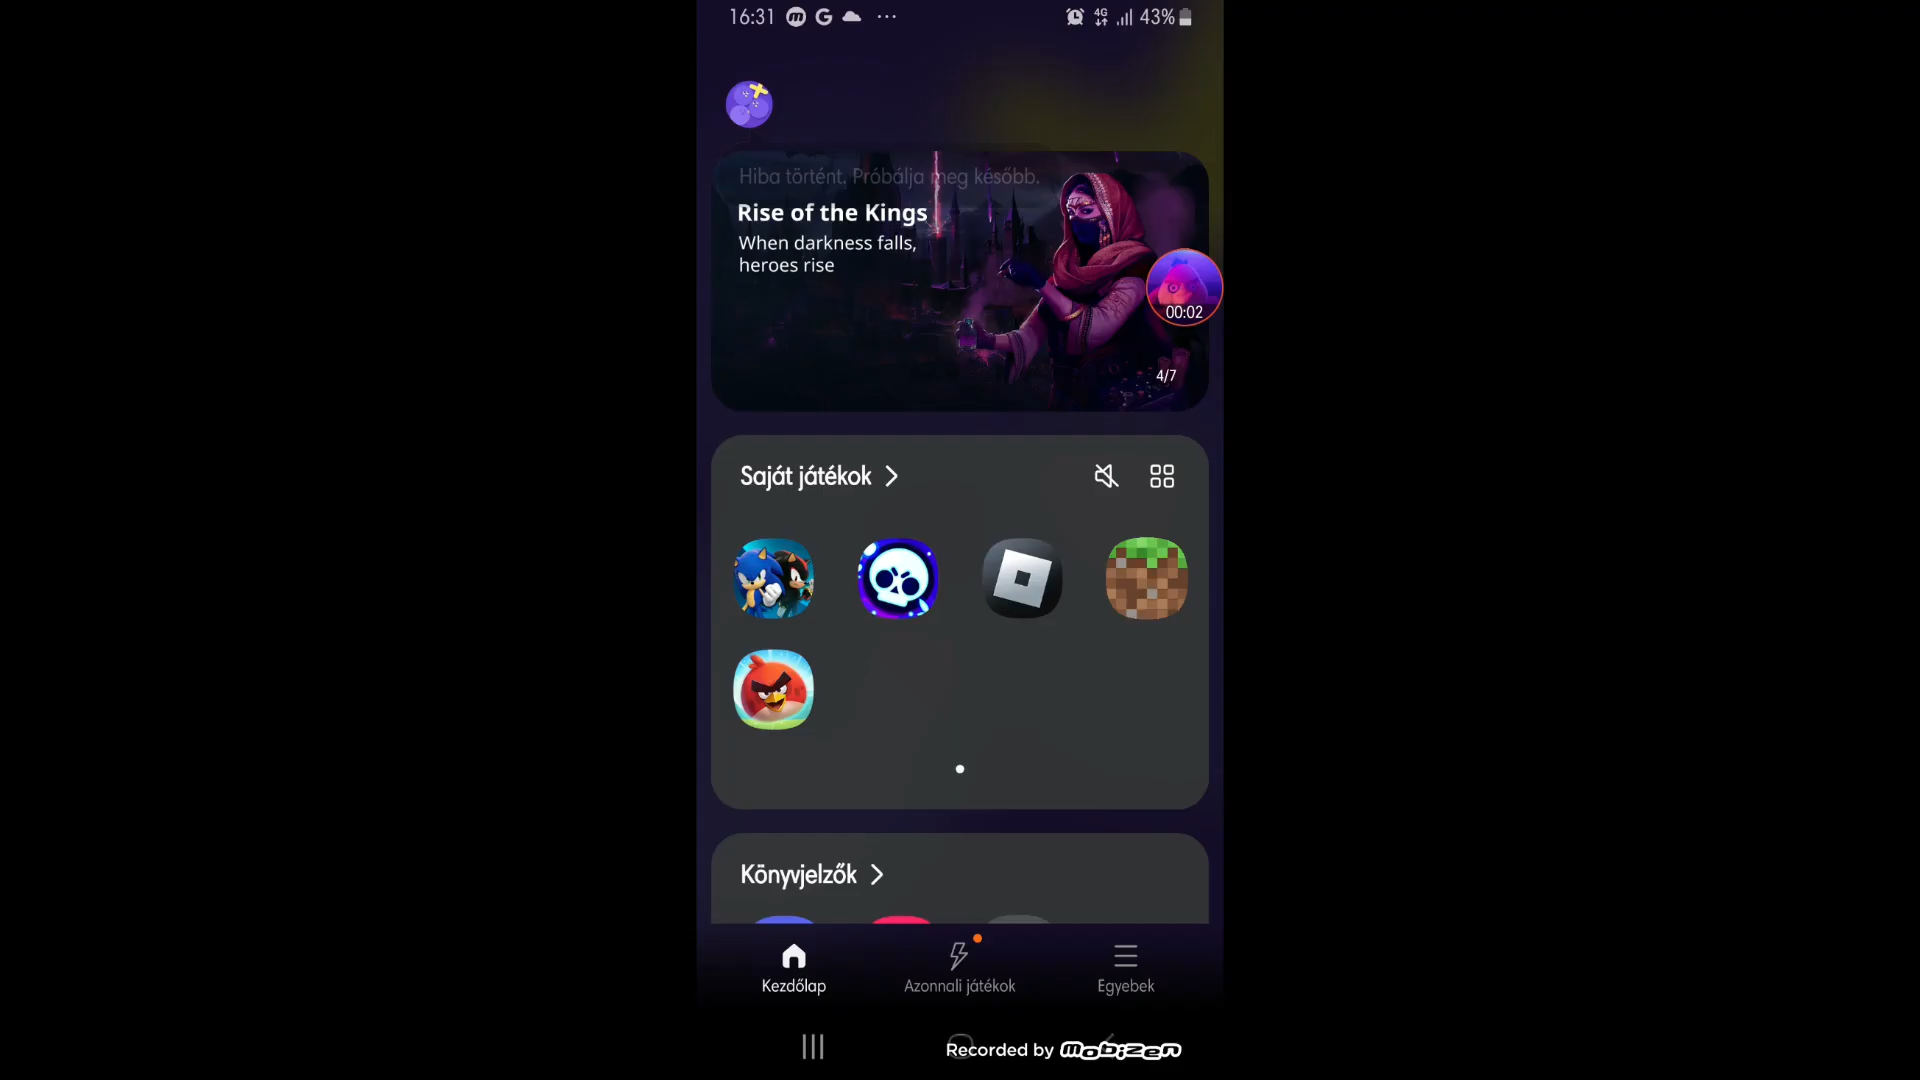 16:31
4G
43%
Hiba történt. Próbálja meg később.
Rise of the Kings
When darkness falls,
heroes rise
00:02
4/7
Saját játékok
Könyvjelzők
Kezdőlap
Azonnali játékok
Egyebek
Recorded by Mobizen